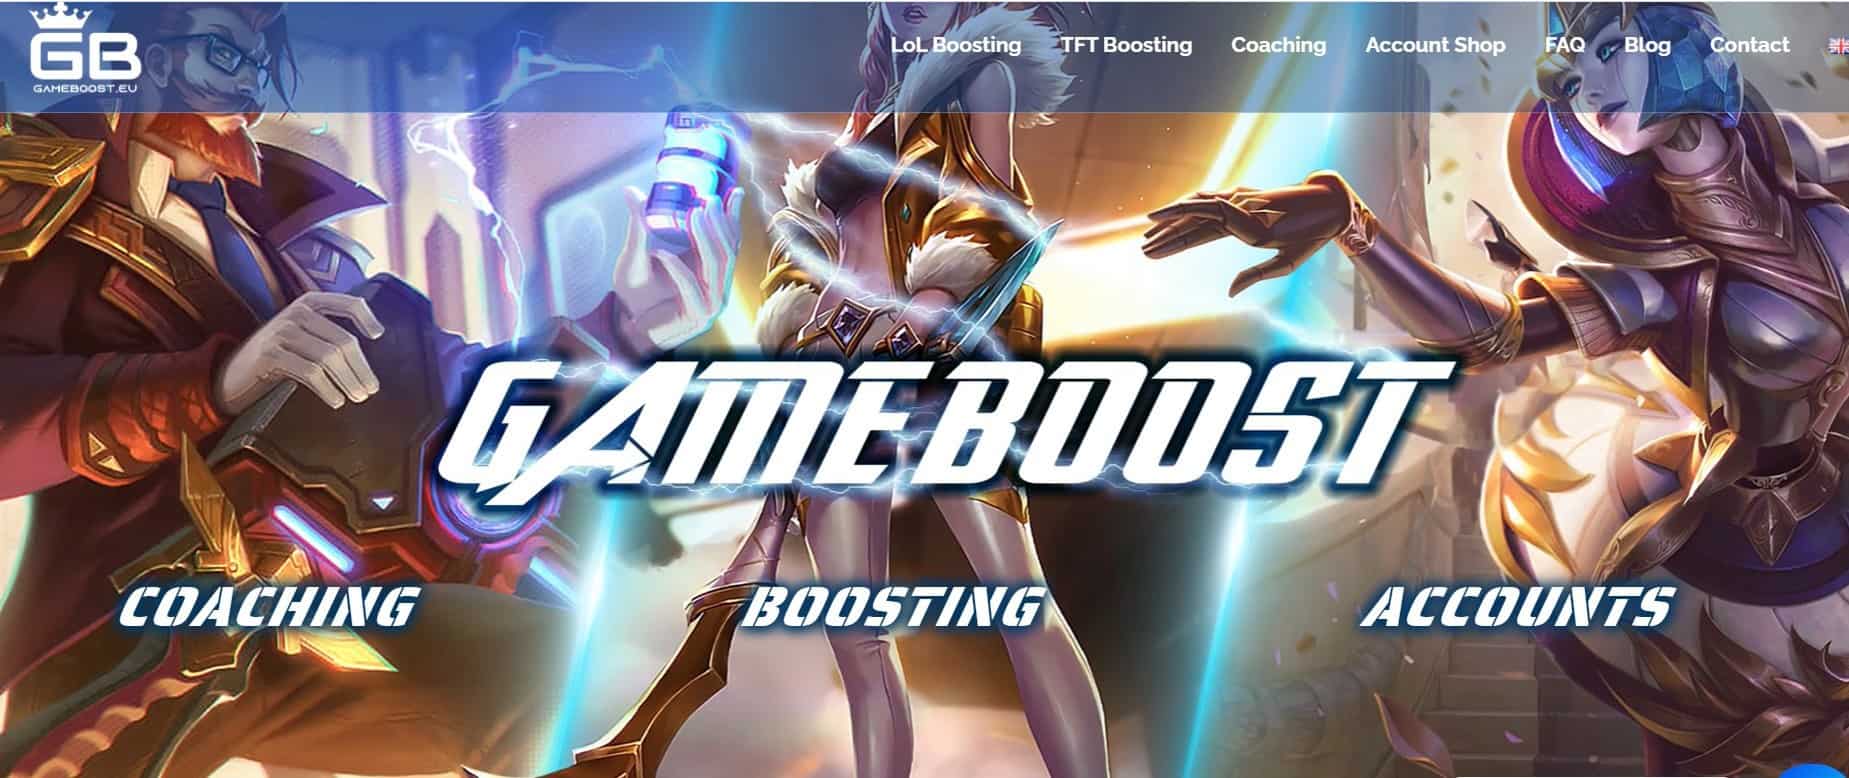 GB
GAMEBOOST.EU
LoL Boosting TFT Boosting Coaching Account Shop FAQ Blog Contact
GAMEBOOST
COACHING BOOSTING ACCOUNTS